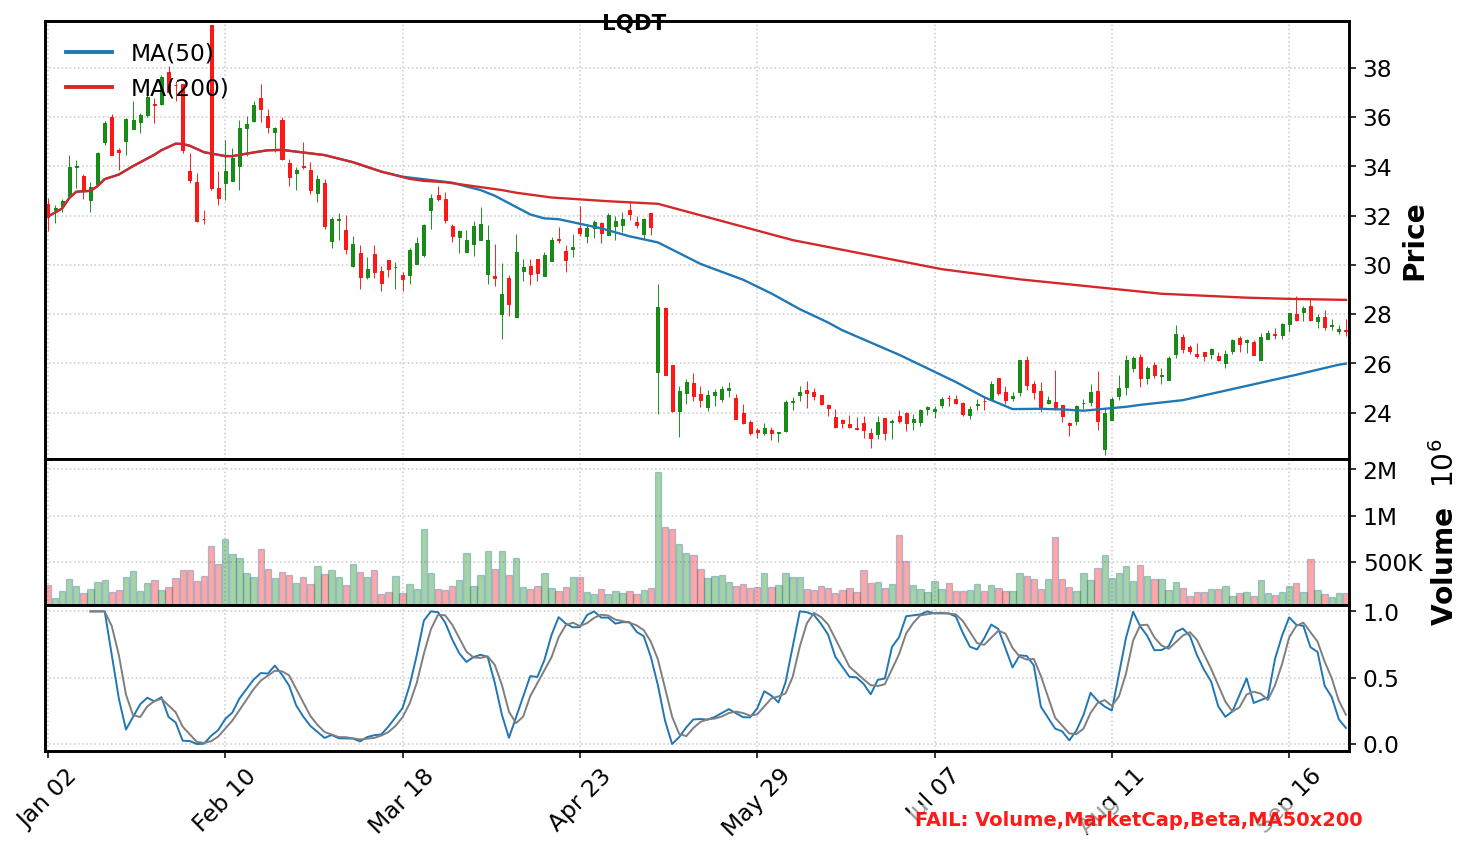 LQDT
MA(50)
MA(200)
38
36
34
32
30
28
26
24
Price
2M
1M
500K
Volume 10⁶
1.0
0.5
0.0
Jan 02
Feb 10
Mar 18
Apr 23
May 29
Jul 07
Aug 11
Sep 16
FAIL: Volume,MarketCap,Beta,MA50x200